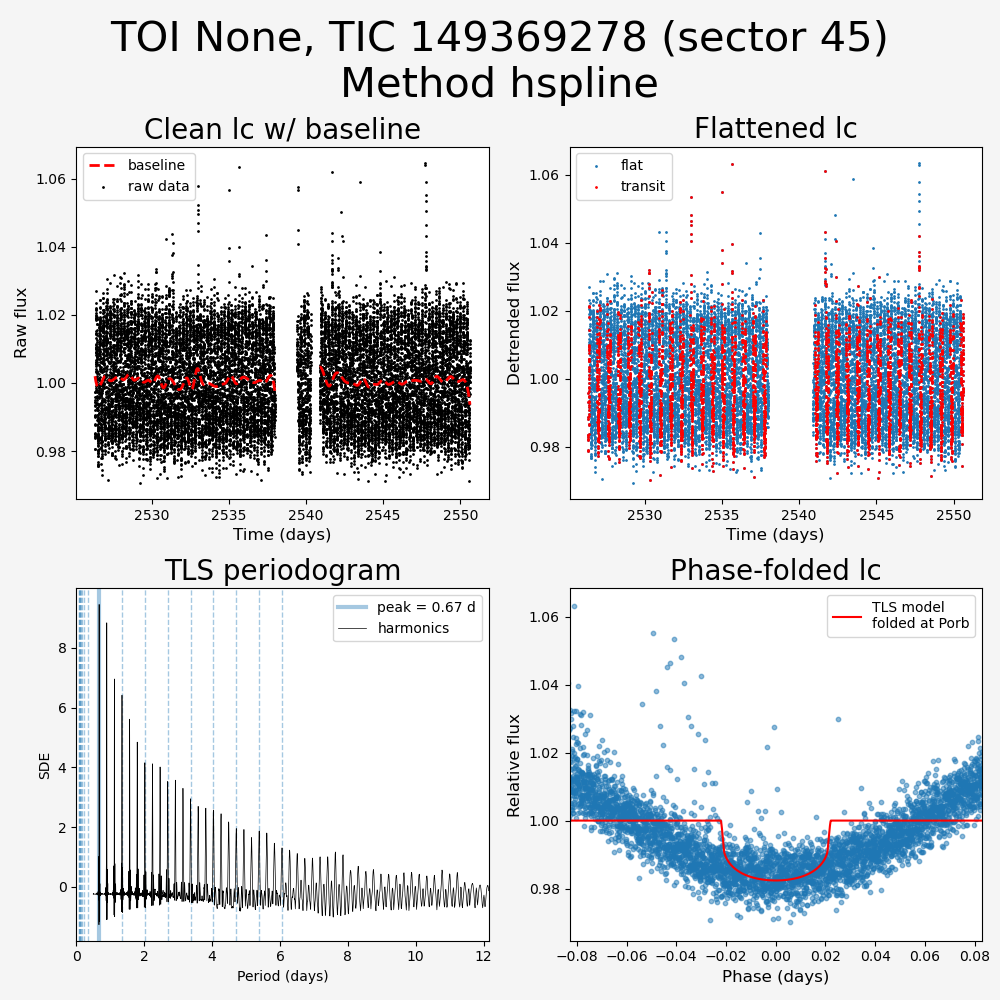 TOI None, TIC 149369278 (sector 45)
Method hspline
Clean lc w/ baseline
baseline
raw data
Raw flux
1.06
1.04
1.02
1.00
0.98
2530
2535
2540
2545
2550
Time (days)
Flattened lc
flat
transit
Detrended flux
1.06
1.04
1.02
1.00
0.98
2530
2535
2540
2545
2550
Time (days)
TLS periodogram
peak = 0.67 d
harmonics
SDE
8
6
4
2
0
0
2
4
6
8
10
12
Period (days)
Phase-folded lc
TLS model
folded at Porb
Relative flux
1.06
1.04
1.02
1.00
0.98
−0.08
−0.06
−0.04
−0.02
0.00
0.02
0.04
0.06
0.08
Phase (days)